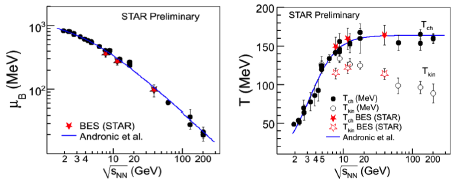 STAR Preliminary
10³
10²
μB (MeV)
BES (STAR)
Andronic et al.
2 3 4 5 10 20 100 200
√sNN (GeV)
STAR Preliminary
200
150
100
50
0
T (MeV)
Tch
Tkin
Tch (MeV)
Tkin (MeV)
Tch BES (STAR)
Tkin BES (STAR)
Andronic et al.
2 3 4 5 10 20 100 200
√sNN (GeV)